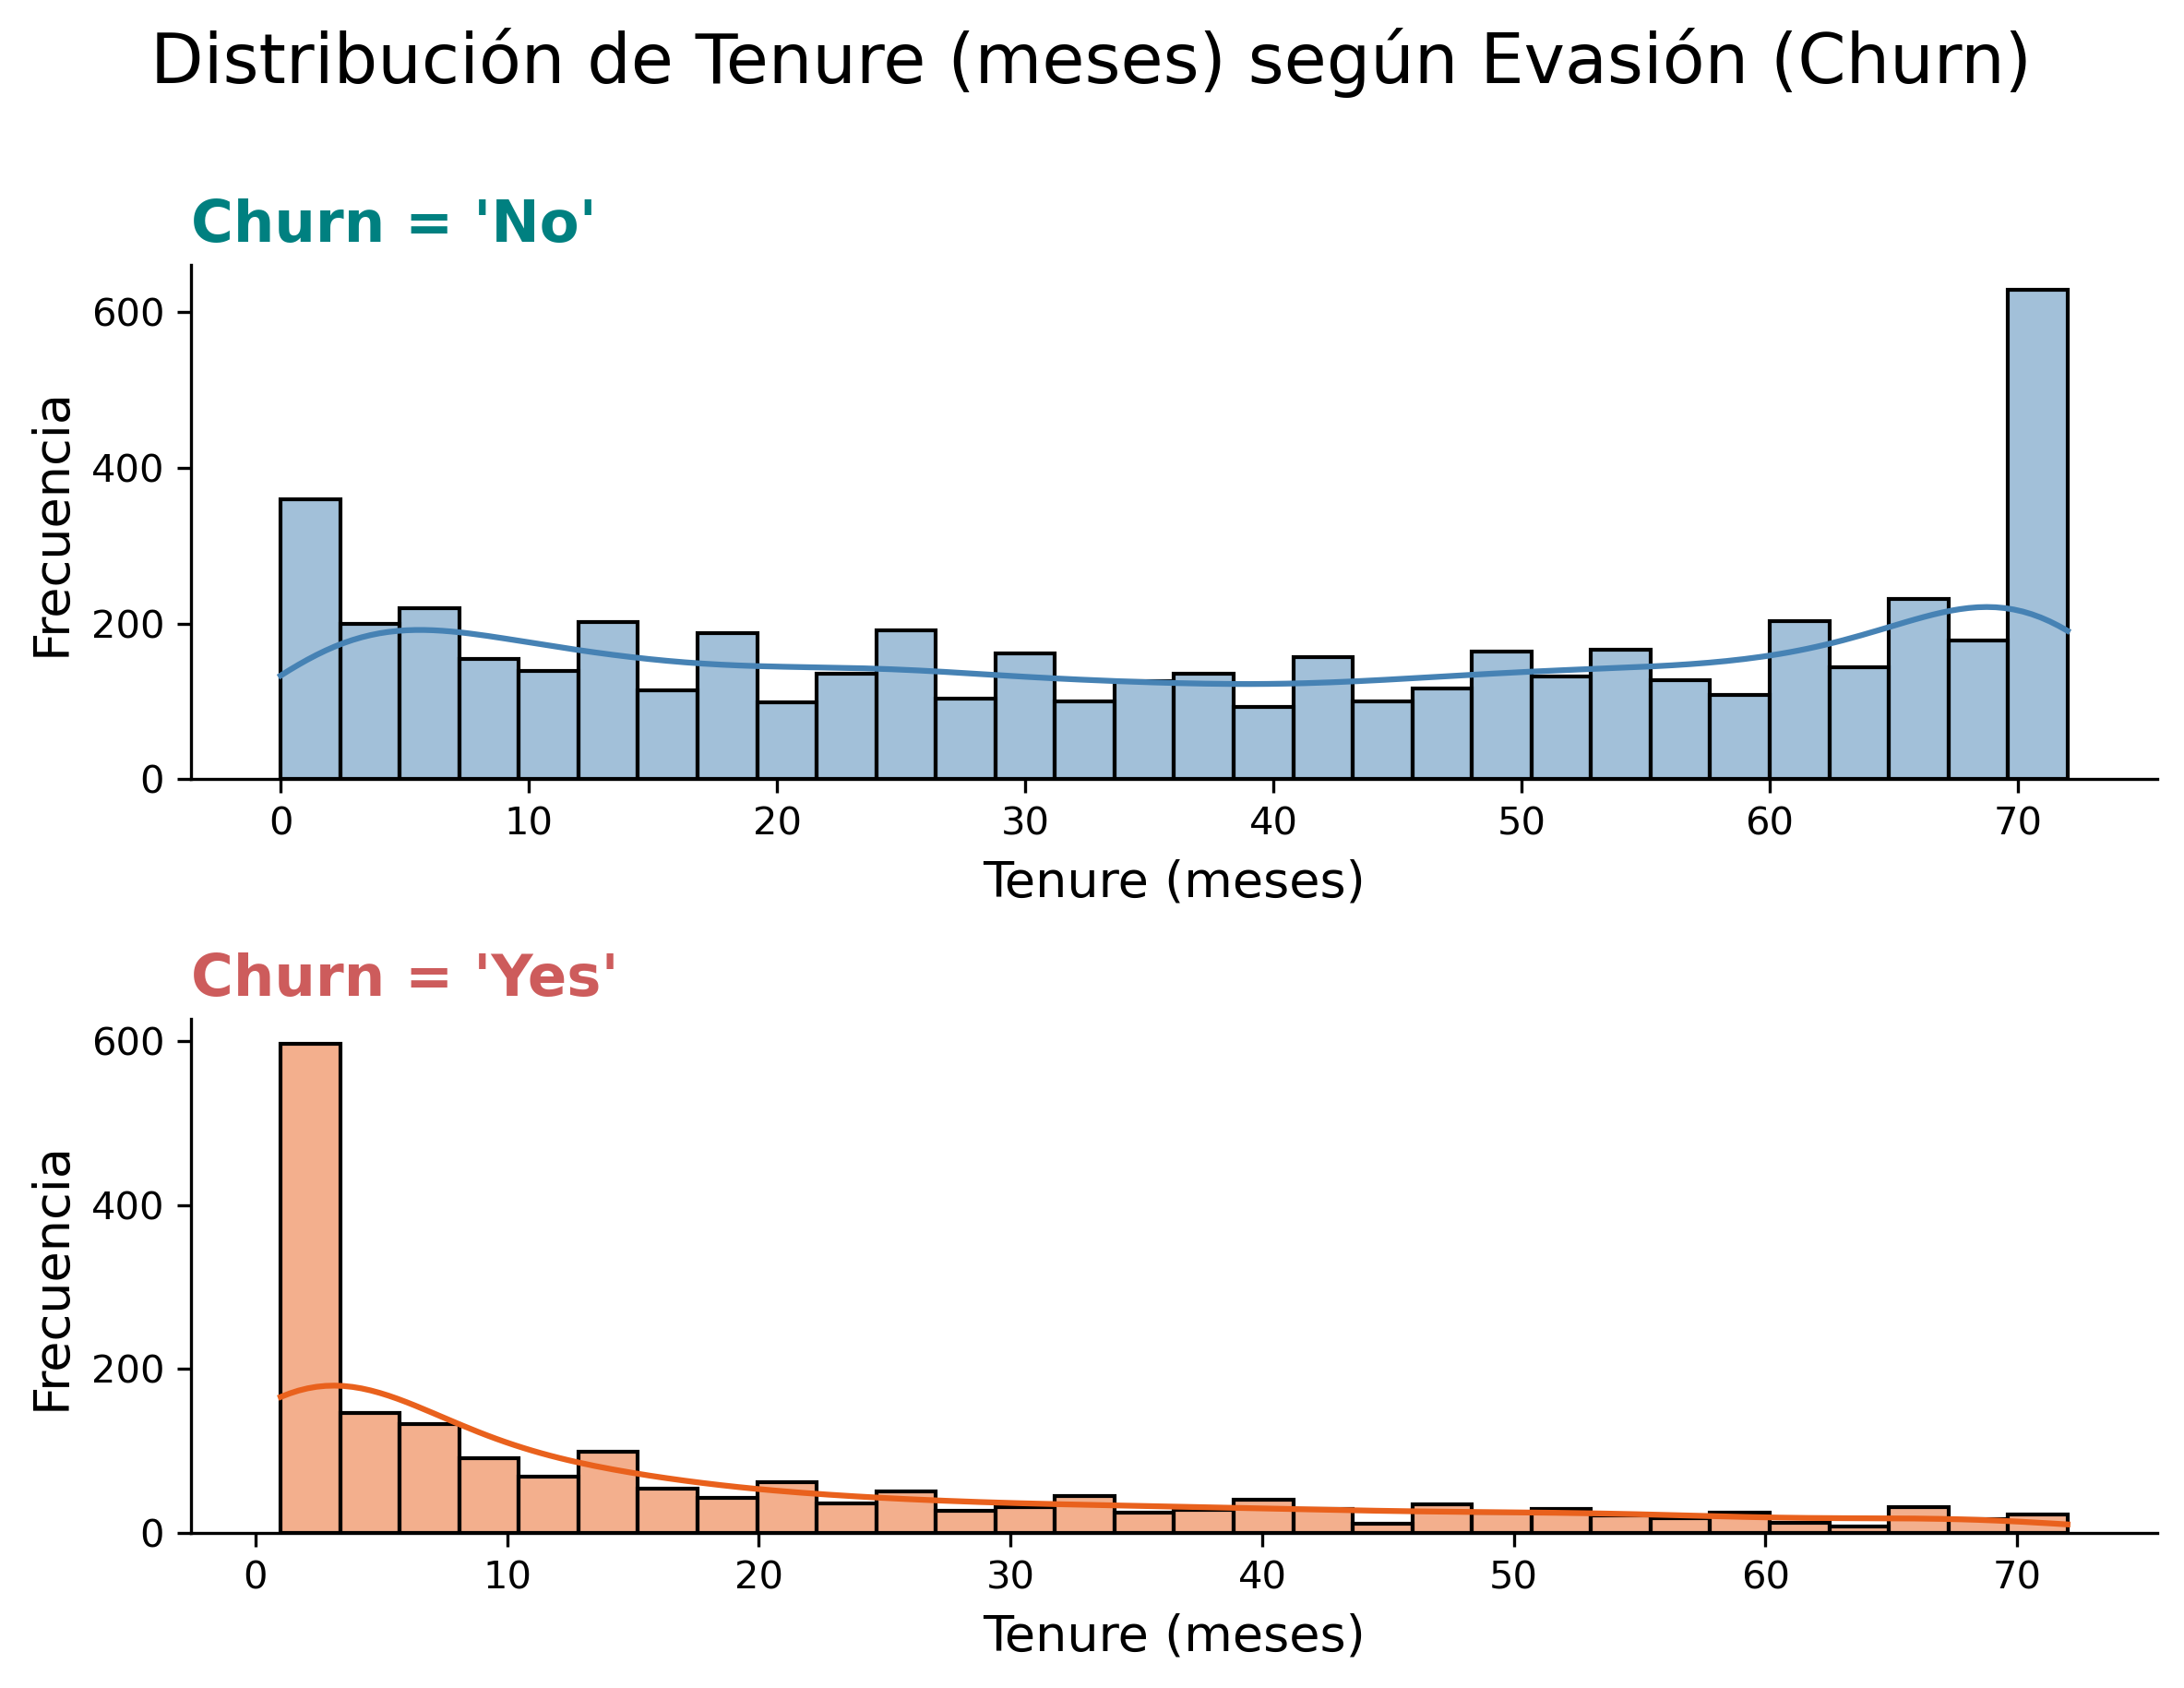 Distribución de Tenure (meses) según Evasión (Churn)
Churn = 'No'
Frecuencia
600
400
200
0
0 10 20 30 40 50 60 70
Tenure (meses)
Churn = 'Yes'
Frecuencia
600
400
200
0
0 10 20 30 40 50 60 70
Tenure (meses)